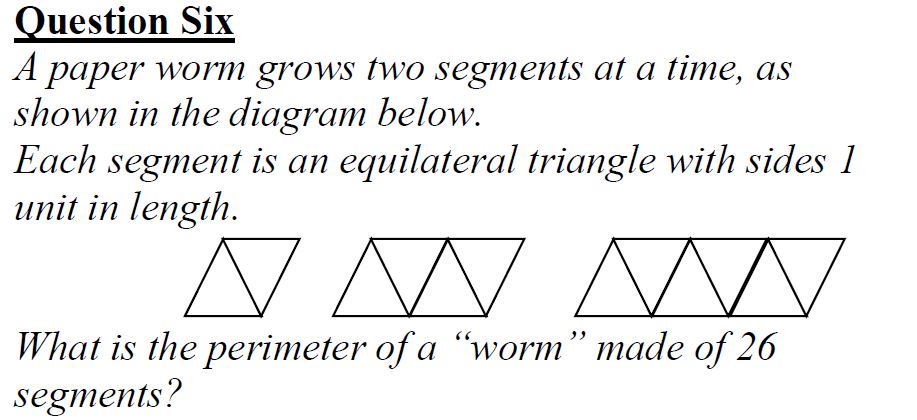 Question Six
A paper worm grows two segments at a time, as
shown in the diagram below.
Each segment is an equilateral triangle with sides 1
unit in length.
What is the perimeter of a “worm” made of 26
segments?